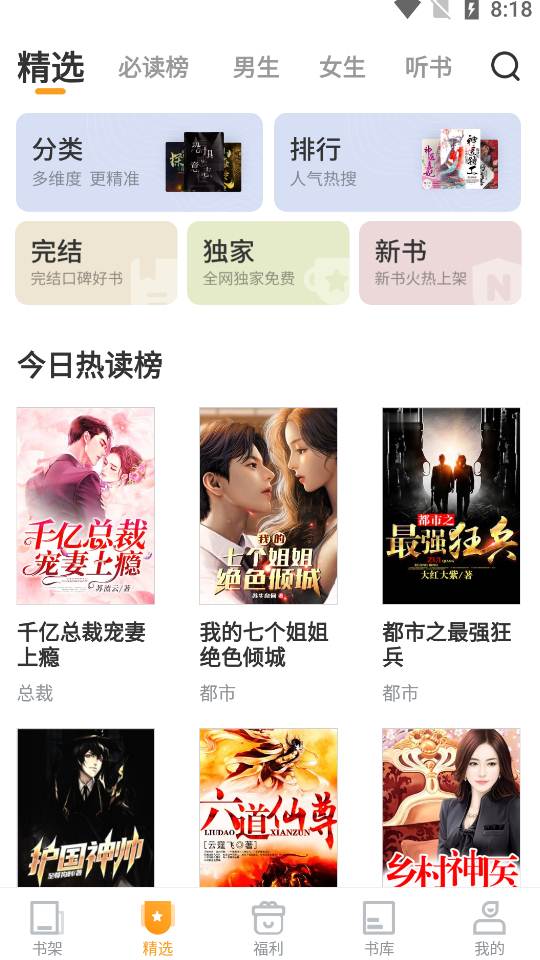 8:18
精选 必读榜 男生 女生 听书
分类
多维度 更精准
排行
人气热搜
完结
完结口碑好书
独家
全网独家免费
新书
新书火热上架
N
今日热读榜
千亿总裁
宠妻上瘾
苏浈云/著
我的
七个姐姐
绝色倾城
都市之
最强狂兵
大红大紫/著
千亿总裁宠妻
上瘾
总裁
我的七个姐姐
绝色倾城
都市
都市之最强狂
兵
都市
护国神帅
六道仙尊
LIUDAO XIANZUN
[云霆飞◎著]
乡村神医
书架 精选 福利 书库 我的